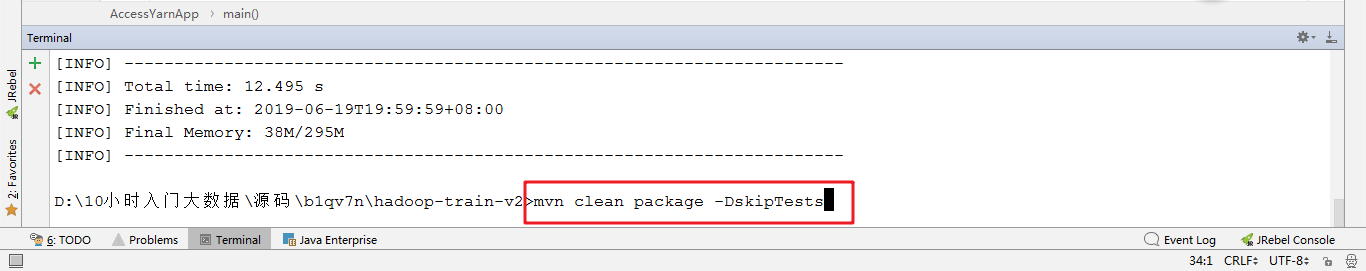 AccessYarnApp > main()
Terminal
JRebel
2: Favorites
[INFO] ------------------------------------------------------------------------
[INFO] Total time: 12.495 s
[INFO] Finished at: 2019-06-19T19:59:59+08:00
[INFO] Final Memory: 38M/295M
[INFO] ------------------------------------------------------------------------
D:\10小时入门大数据\源码\b1qv7n\hadoop-train-v2>mvn clean package -DskipTests
6: TODO Problems Terminal Java Enterprise Event Log JRebel Console
34:1 CRLF UTF-8